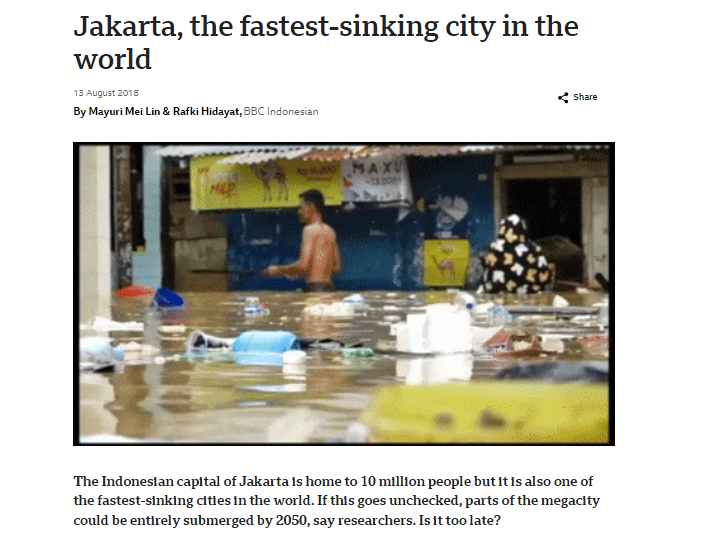 Jakarta, the fastest-sinking city in the
world
13 August 2018
Share
By Mayuri Mei Lin & Rafki Hidayat, BBC Indonesian
MAXU
The Indonesian capital of Jakarta is home to 10 million people but it is also one of
the fastest-sinking cities in the world. If this goes unchecked, parts of the megacity
could be entirely submerged by 2050, say researchers. Is it too late?